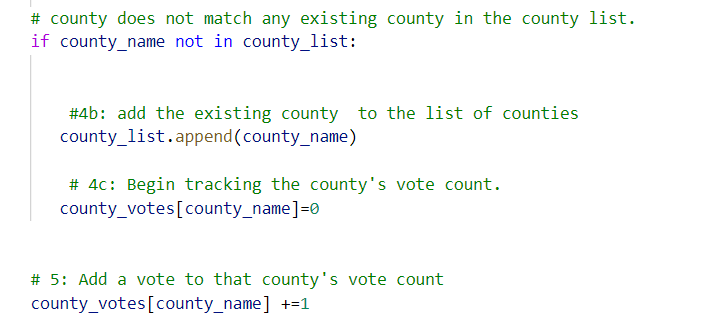 # county does not match any existing county in the county list.
if county_name not in county_list:
#4b: add the existing county  to the list of counties
county_list.append(county_name)
# 4c: Begin tracking the county's vote count.
county_votes[county_name]=0
# 5: Add a vote to that county's vote count
county_votes[county_name] +=1